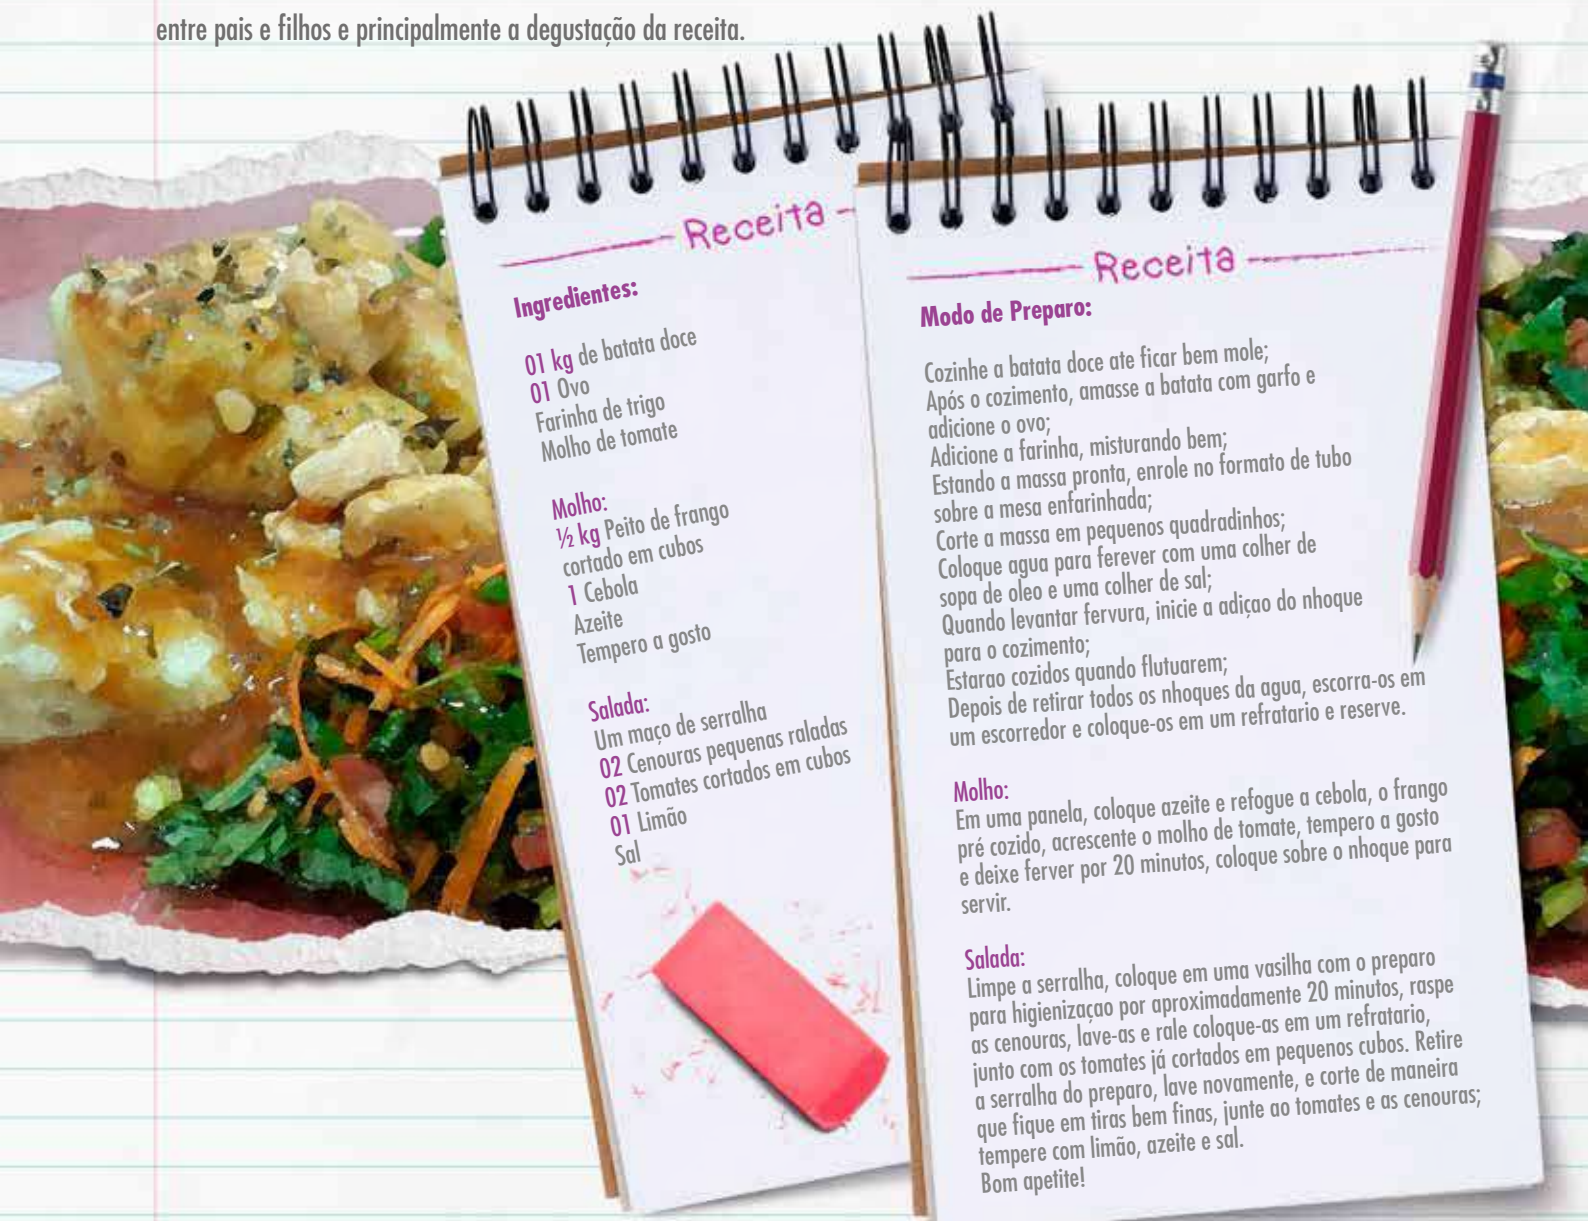 entre pais e filhos e principalmente a degustação da receita.
Receita
Ingredientes:
01 kg de batata doce
01 Ovo
Farinha de trigo
Molho de tomate
Molho:
½ kg Peito de frango
cortado em cubos
1 Cebola
Azeite
Tempero a gosto
Salada:
Um maço de serralha
02 Cenouras pequenas raladas
02 Tomates cortados em cubos
01 Limão
Sal
Receita
Modo de Preparo:
Cozinhe a batata doce ate ficar bem mole;
Após o cozimento, amasse a batata com garfo e
adicione o ovo;
Adicione a farinha, misturando bem;
Estando a massa pronta, enrole no formato de tubo
sobre a mesa enfarinhada;
Corte a massa em pequenos quadradinhos;
Coloque agua para ferever com uma colher de
sopa de oleo e uma colher de sal;
Quando levantar fervura, inicie a adiçao do nhoque
para o cozimento;
Estarao cozidos quando flutuarem;
Depois de retirar todos os nhoques da agua, escorra-os em
um escorredor e coloque-os em um refratario e reserve.
Molho:
Em uma panela, coloque azeite e refogue a cebola, o frango
pré cozido, acrescente o molho de tomate, tempero a gosto
e deixe ferver por 20 minutos, coloque sobre o nhoque para
servir.
Salada:
Limpe a serralha, coloque em uma vasilha com o preparo
para higienizaçao por aproximadamente 20 minutos, raspe
as cenouras, lave-as e rale coloque-as em um refratario,
junto com os tomates já cortados em pequenos cubos. Retire
a serralha do preparo, lave novamente, e corte de maneira
que fique em tiras bem finas, junte ao tomates e as cenouras;
tempere com limão, azeite e sal.
Bom apetite!